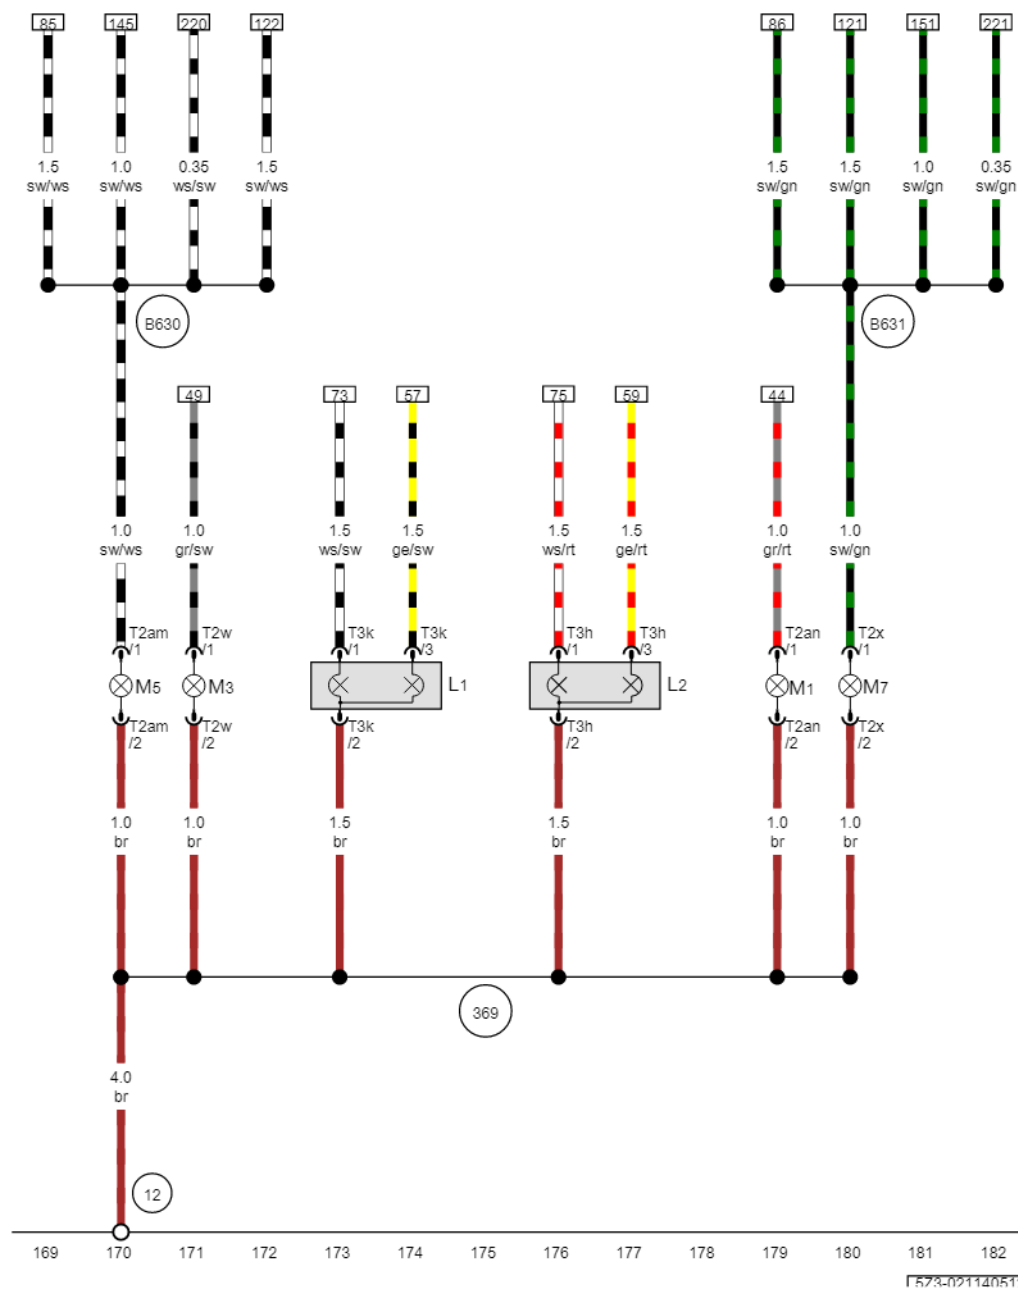 85 145 220 122 86 121 151 221
1.5 1.0 0.35 1.5 1.5 1.5 1.0 0.35
sw/ws sw/ws ws/sw sw/ws sw/gn sw/gn sw/gn sw/gn
B630 B631
49 73 57 75 59 44
1.0 1.0 1.5 1.5 1.5 1.5 1.0 1.0
sw/ws gr/sw ws/sw ge/sw ws/rt ge/rt gr/rt sw/gn
T2am T2w T3k T3k T3h T3h T2an T2x
/1 /1 /1 /3 /1 /3 /1 /1
M5 M3 L1 L2 M1 M7
T2am T2w T3k T3h T2an T2x
/2 /2 /2 /2 /2 /2
1.0 1.0 1.5 1.5 1.0 1.0
br br br br br br
369
4.0
br
12
169 170 171 172 173 174 175 176 177 178 179 180 181 182
573-02114051